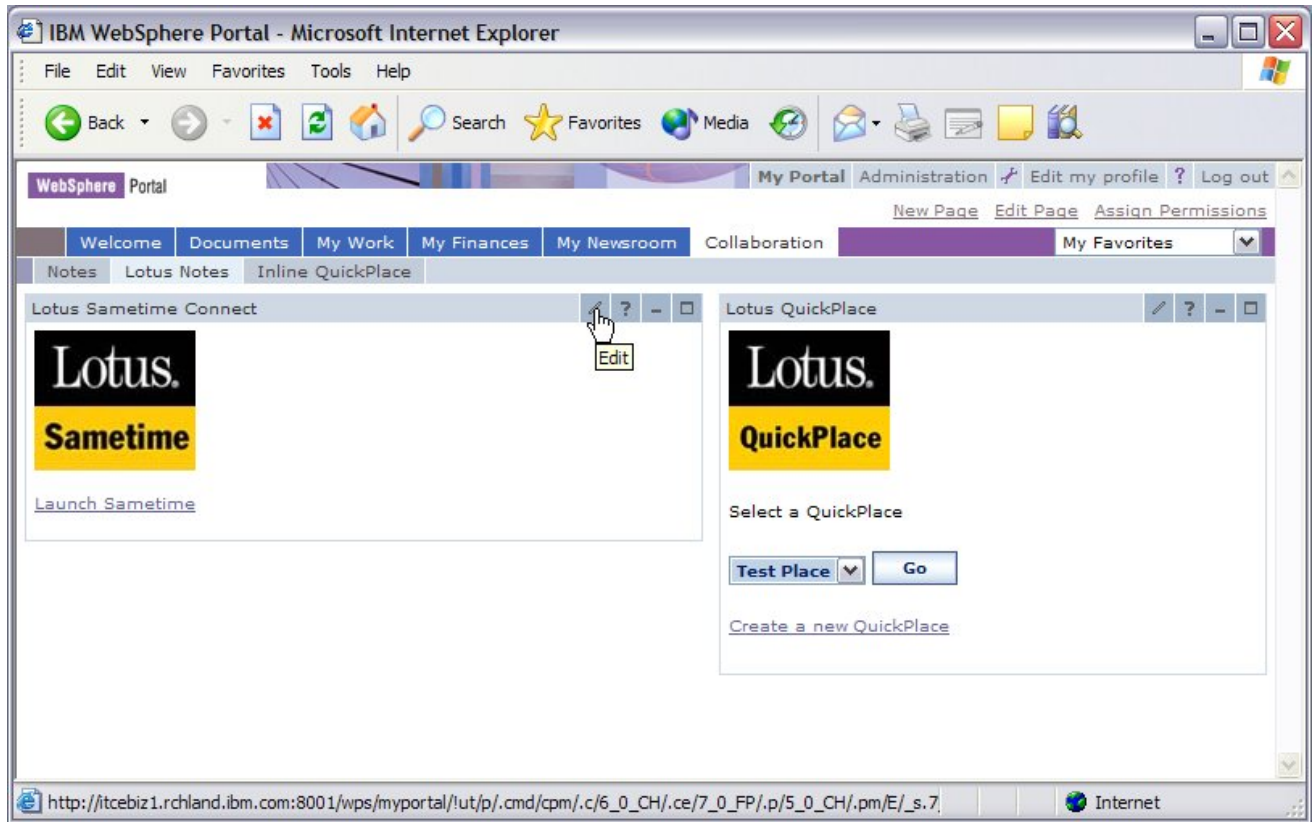 IBM WebSphere Portal - Microsoft Internet Explorer
File Edit View Favorites Tools Help
Back Search Favorites Media
WebSphere Portal My Portal Administration Edit my profile ? Log out
New Page Edit Page Assign Permissions
Welcome Documents My Work My Finances My Newsroom Collaboration My Favorites
Notes Lotus Notes Inline QuickPlace
Lotus Sametime Connect ? Lotus QuickPlace ?
Edit
Lotus.
Sametime
Launch Sametime
Lotus.
QuickPlace
Select a QuickPlace
Test Place Go
Create a new QuickPlace
http://itcebiz1.rchland.ibm.com:8001/wps/myportal/!ut/p/.cmd/cpm/.c/6_0_CH/.ce/7_0_FP/.p/5_0_CH/.pm/E/_s.7 Internet